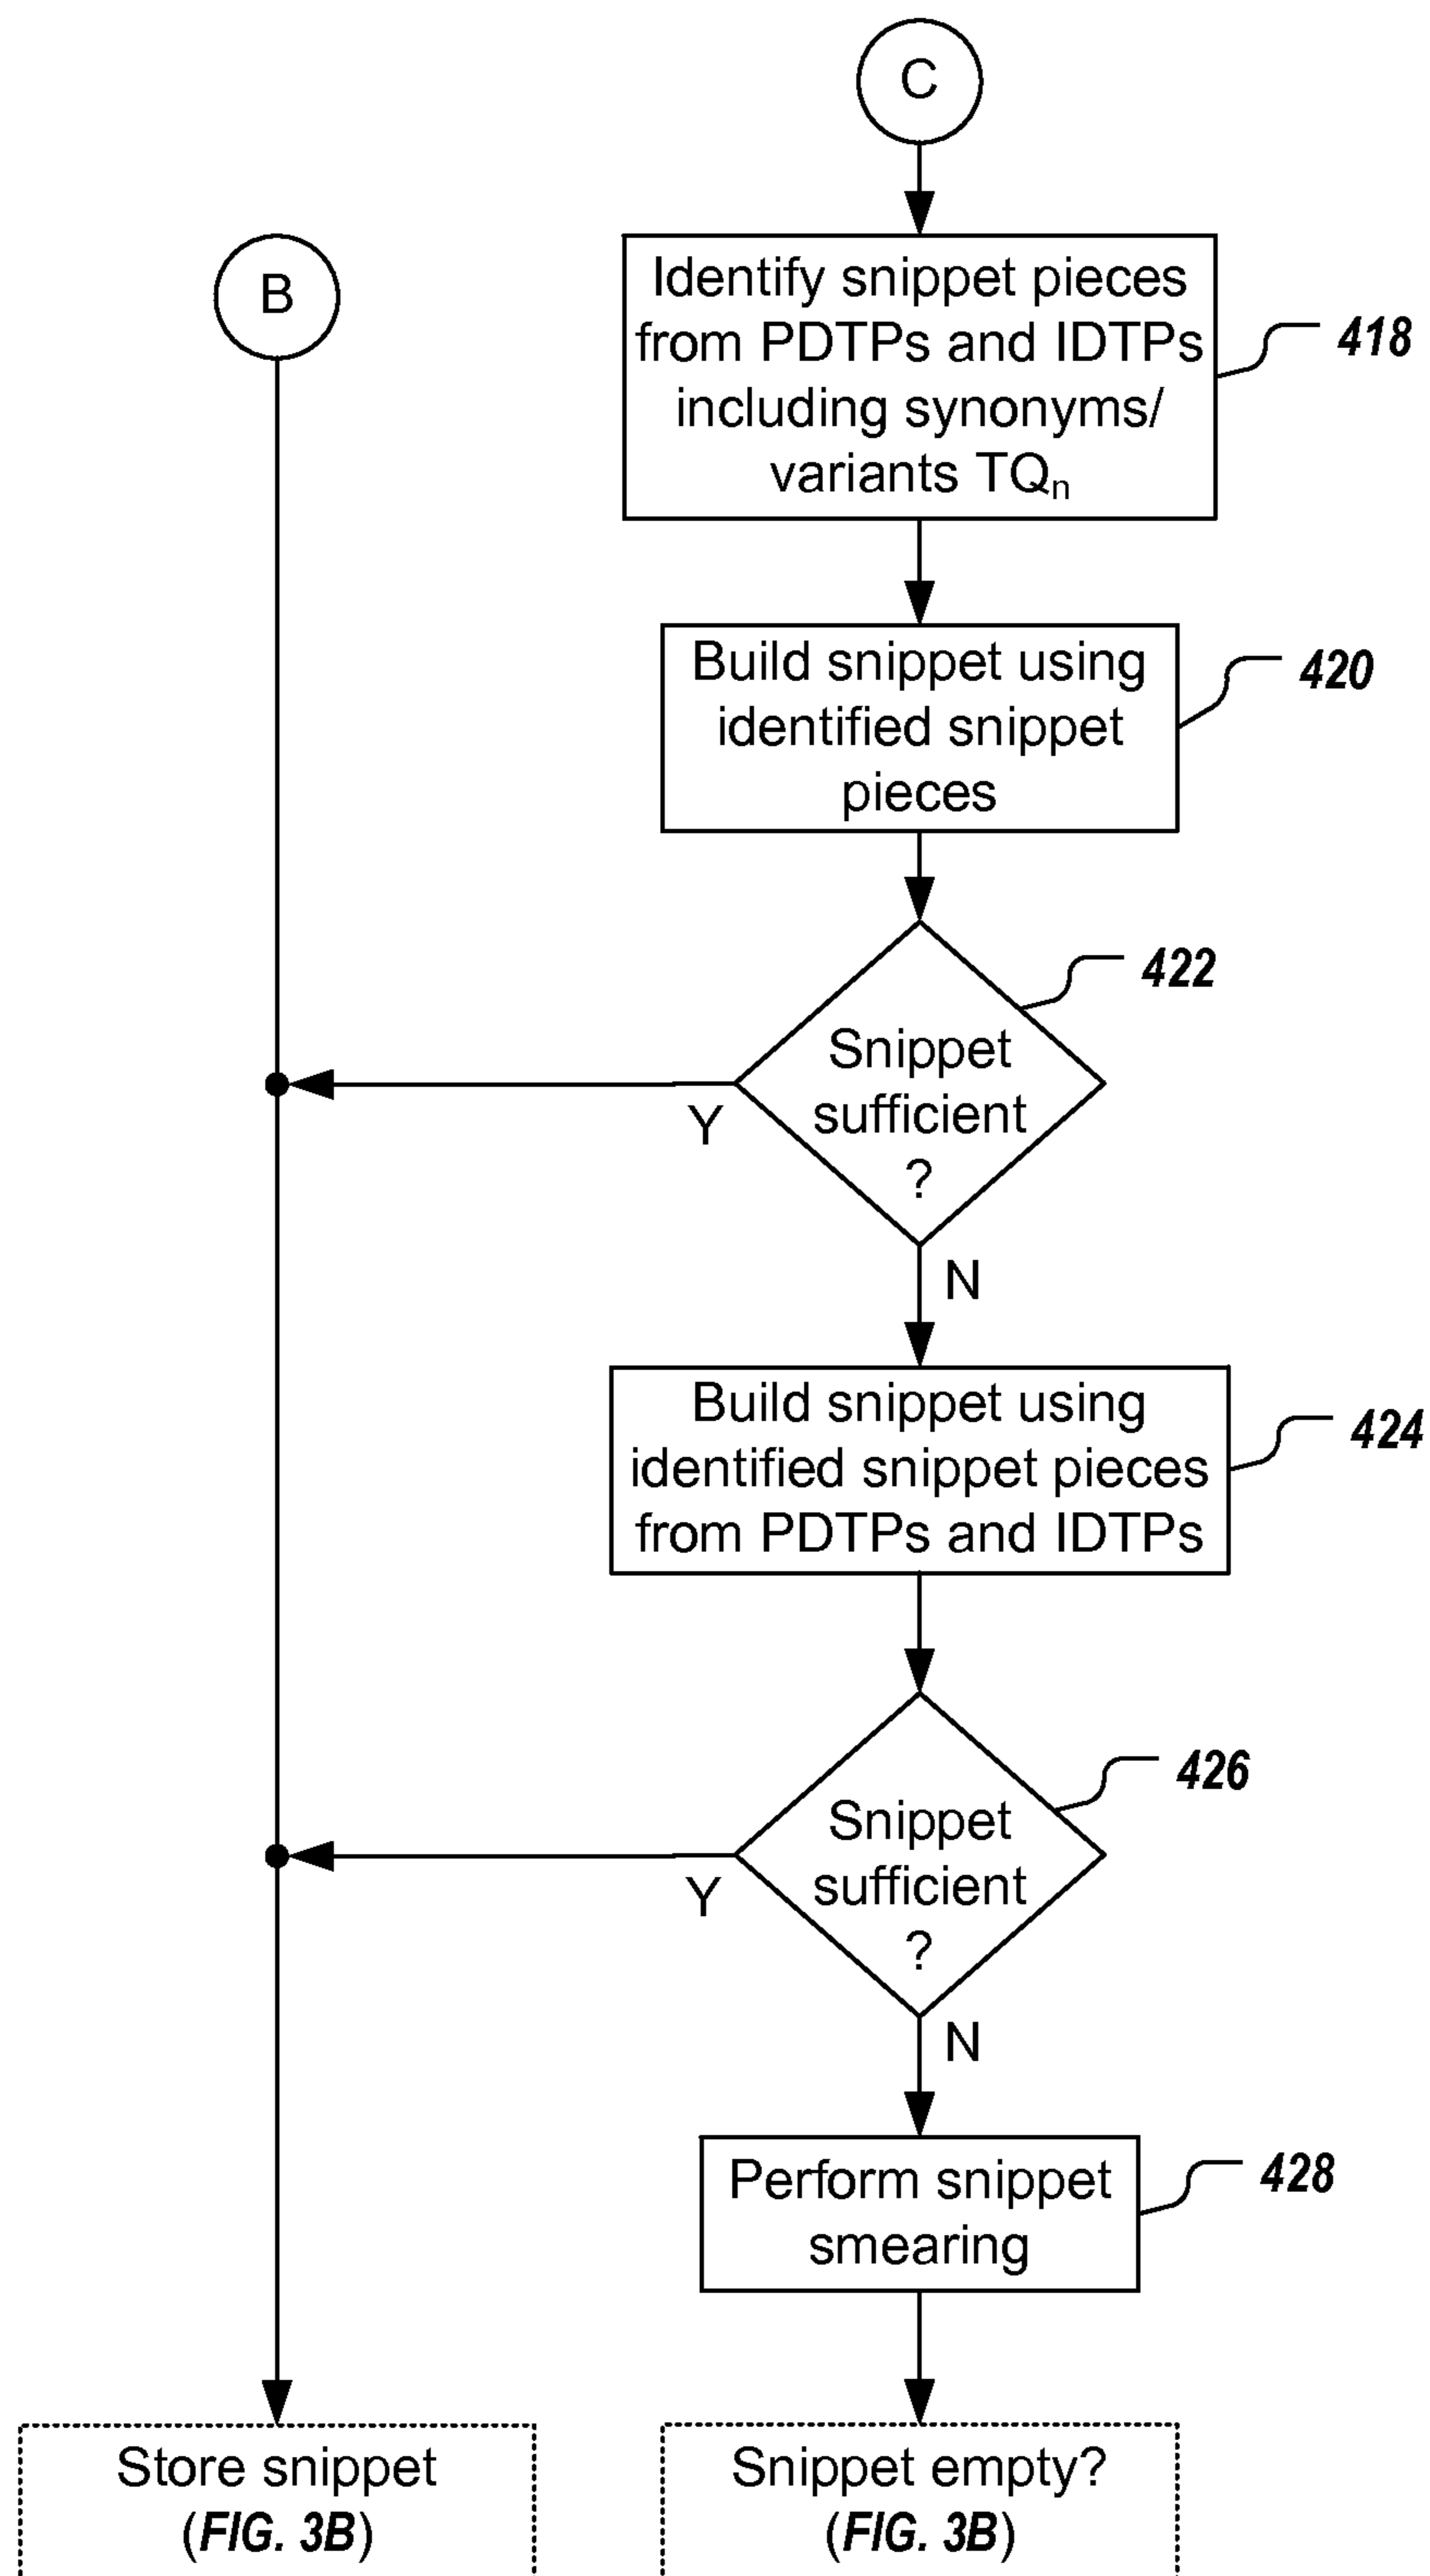 C
B
Identify snippet pieces
from PDTPs and IDTPs
including synonyms/
variants TQn
418
Build snippet using
identified snippet
pieces
420
422
Snippet
sufficient
?
Y
N
Build snippet using
identified snippet pieces
from PDTPs and IDTPs
424
426
Snippet
sufficient
?
Y
N
Perform snippet
smearing
428
Store snippet
(FIG. 3B)
Snippet empty?
(FIG. 3B)